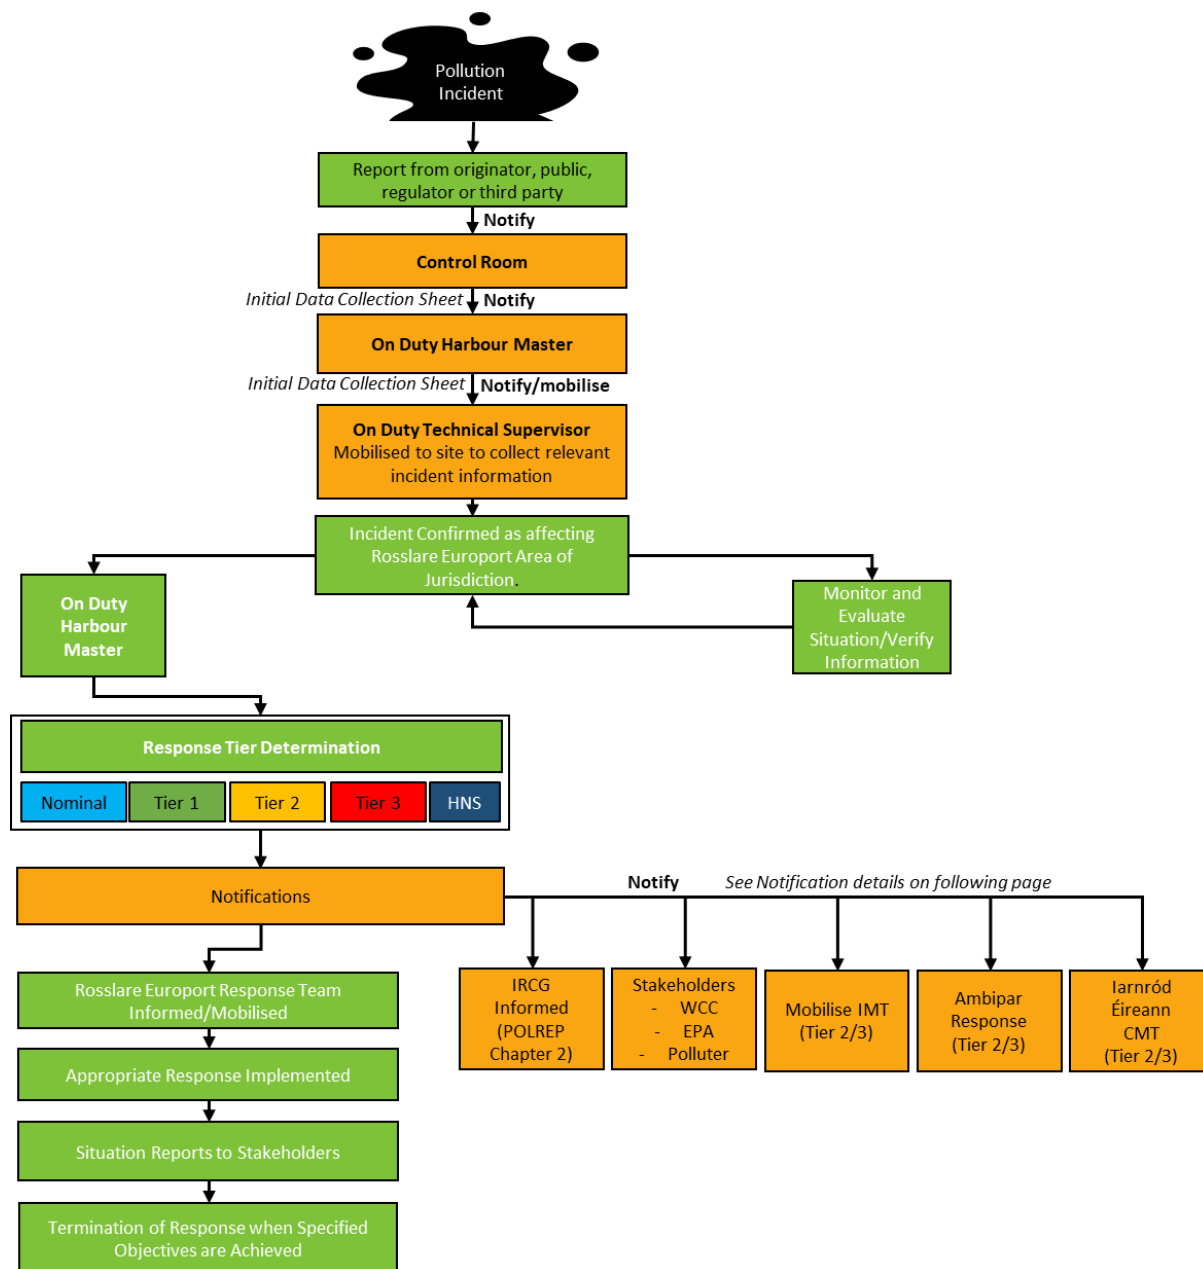 Pollution
Incident
Report from originator, public,
regulator or third party
Notify
Control Room
Initial Data Collection Sheet Notify
On Duty Harbour Master
Initial Data Collection Sheet Notify/mobilise
On Duty Technical Supervisor
Mobilised to site to collect relevant
incident information
Incident Confirmed as affecting
Rosslare Europort Area of
Jurisdiction.
On Duty
Harbour
Master
Monitor and
Evaluate
Situation/Verify
Information
Response Tier Determination
Nominal Tier 1 Tier 2 Tier 3 HNS
Notifications
Notify See Notification details on following page
IRCG
Informed
(POLREP
Chapter 2)
Stakeholders
- WCC
- EPA
- Polluter
Mobilise IMT
(Tier 2/3)
Ambipar
Response
(Tier 2/3)
Iarnród
Éireann
CMT
(Tier 2/3)
Rosslare Europort Response Team
Informed/Mobilised
Appropriate Response Implemented
Situation Reports to Stakeholders
Termination of Response when Specified
Objectives are Achieved